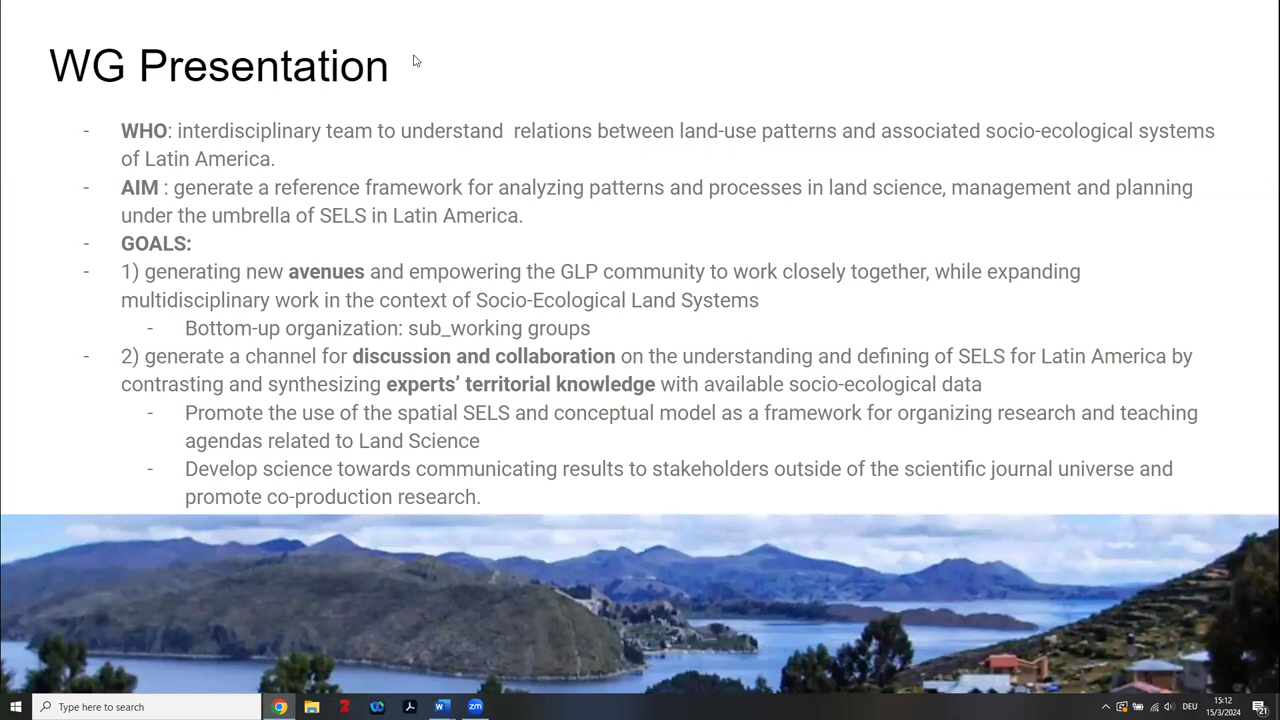 WG Presentation
- WHO: interdisciplinary team to understand relations between land-use patterns and associated socio-ecological systems
of Latin America.
- AIM : generate a reference framework for analyzing patterns and processes in land science, management and planning
under the umbrella of SELS in Latin America.
- GOALS:
- 1) generating new avenues and empowering the GLP community to work closely together, while expanding
multidisciplinary work in the context of Socio-Ecological Land Systems
- Bottom-up organization: sub_working groups
- 2) generate a channel for discussion and collaboration on the understanding and defining of SELS for Latin America by
contrasting and synthesizing experts’ territorial knowledge with available socio-ecological data
- Promote the use of the spatial SELS and conceptual model as a framework for organizing research and teaching
agendas related to Land Science
- Develop science towards communicating results to stakeholders outside of the scientific journal universe and
promote co-production research.
Type here to search
DEU
15:12
15/3/2024
21